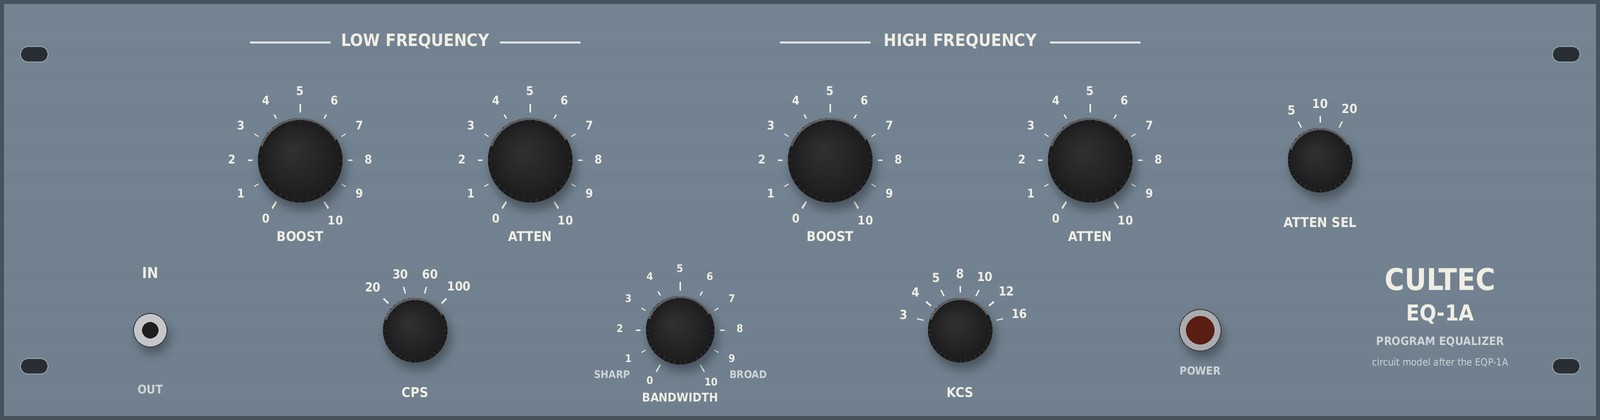 LOW FREQUENCY
HIGH FREQUENCY
0 1 2 3 4 5 6 7 8 9 10
BOOST
0 1 2 3 4 5 6 7 8 9 10
ATTEN
0 1 2 3 4 5 6 7 8 9 10
BOOST
0 1 2 3 4 5 6 7 8 9 10
ATTEN
5 10 20
ATTEN SEL
IN
OUT
20 30 60 100
CPS
0 1 2 3 4 5 6 7 8 9 10
SHARP
BROAD
BANDWIDTH
3 4 5 8 10 12 16
KCS
POWER
CULTEC
EQ-1A
PROGRAM EQUALIZER
circuit model after the EQP-1A